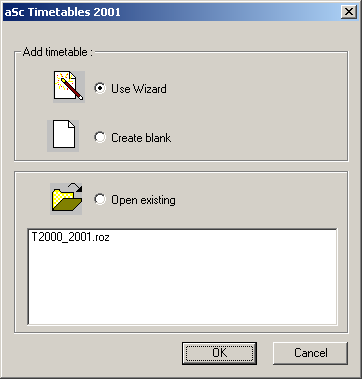 aSc Timetables 2001
Add timetable :
Use Wizard
Create blank
Open existing
T2000_2001.roz
OK
Cancel